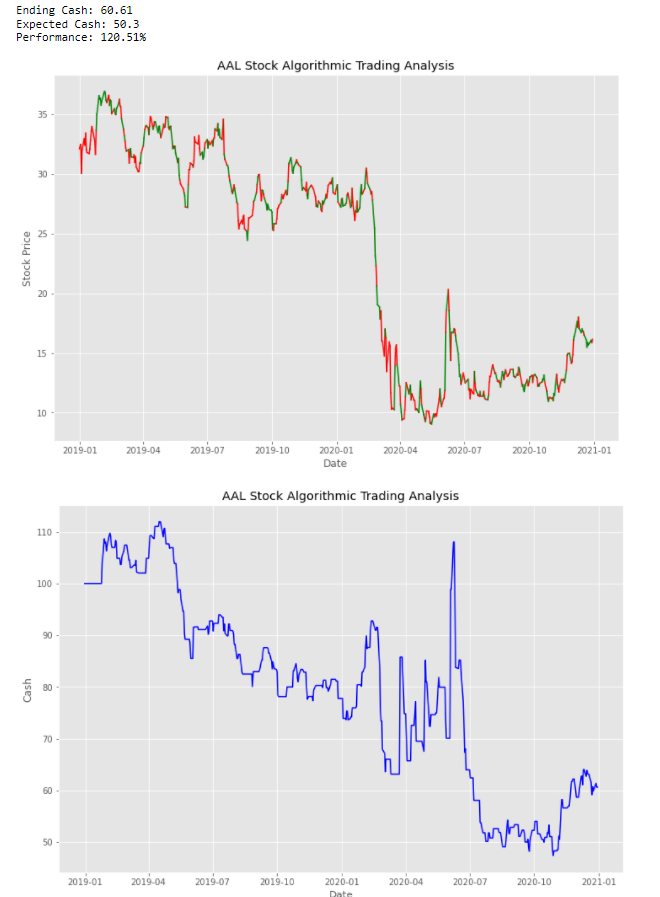 Ending Cash: 60.61
Expected Cash: 50.3
Performance: 120.51%
AAL Stock Algorithmic Trading Analysis
35
30
25
20
15
10
Stock Price
2019-01 2019-04 2019-07 2019-10 2020-01 2020-04 2020-07 2020-10 2021-01
Date
AAL Stock Algorithmic Trading Analysis
110
100
90
80
70
60
50
Cash
2019-01 2019-04 2019-07 2019-10 2020-01 2020-04 2020-07 2020-10 2021-01
Date